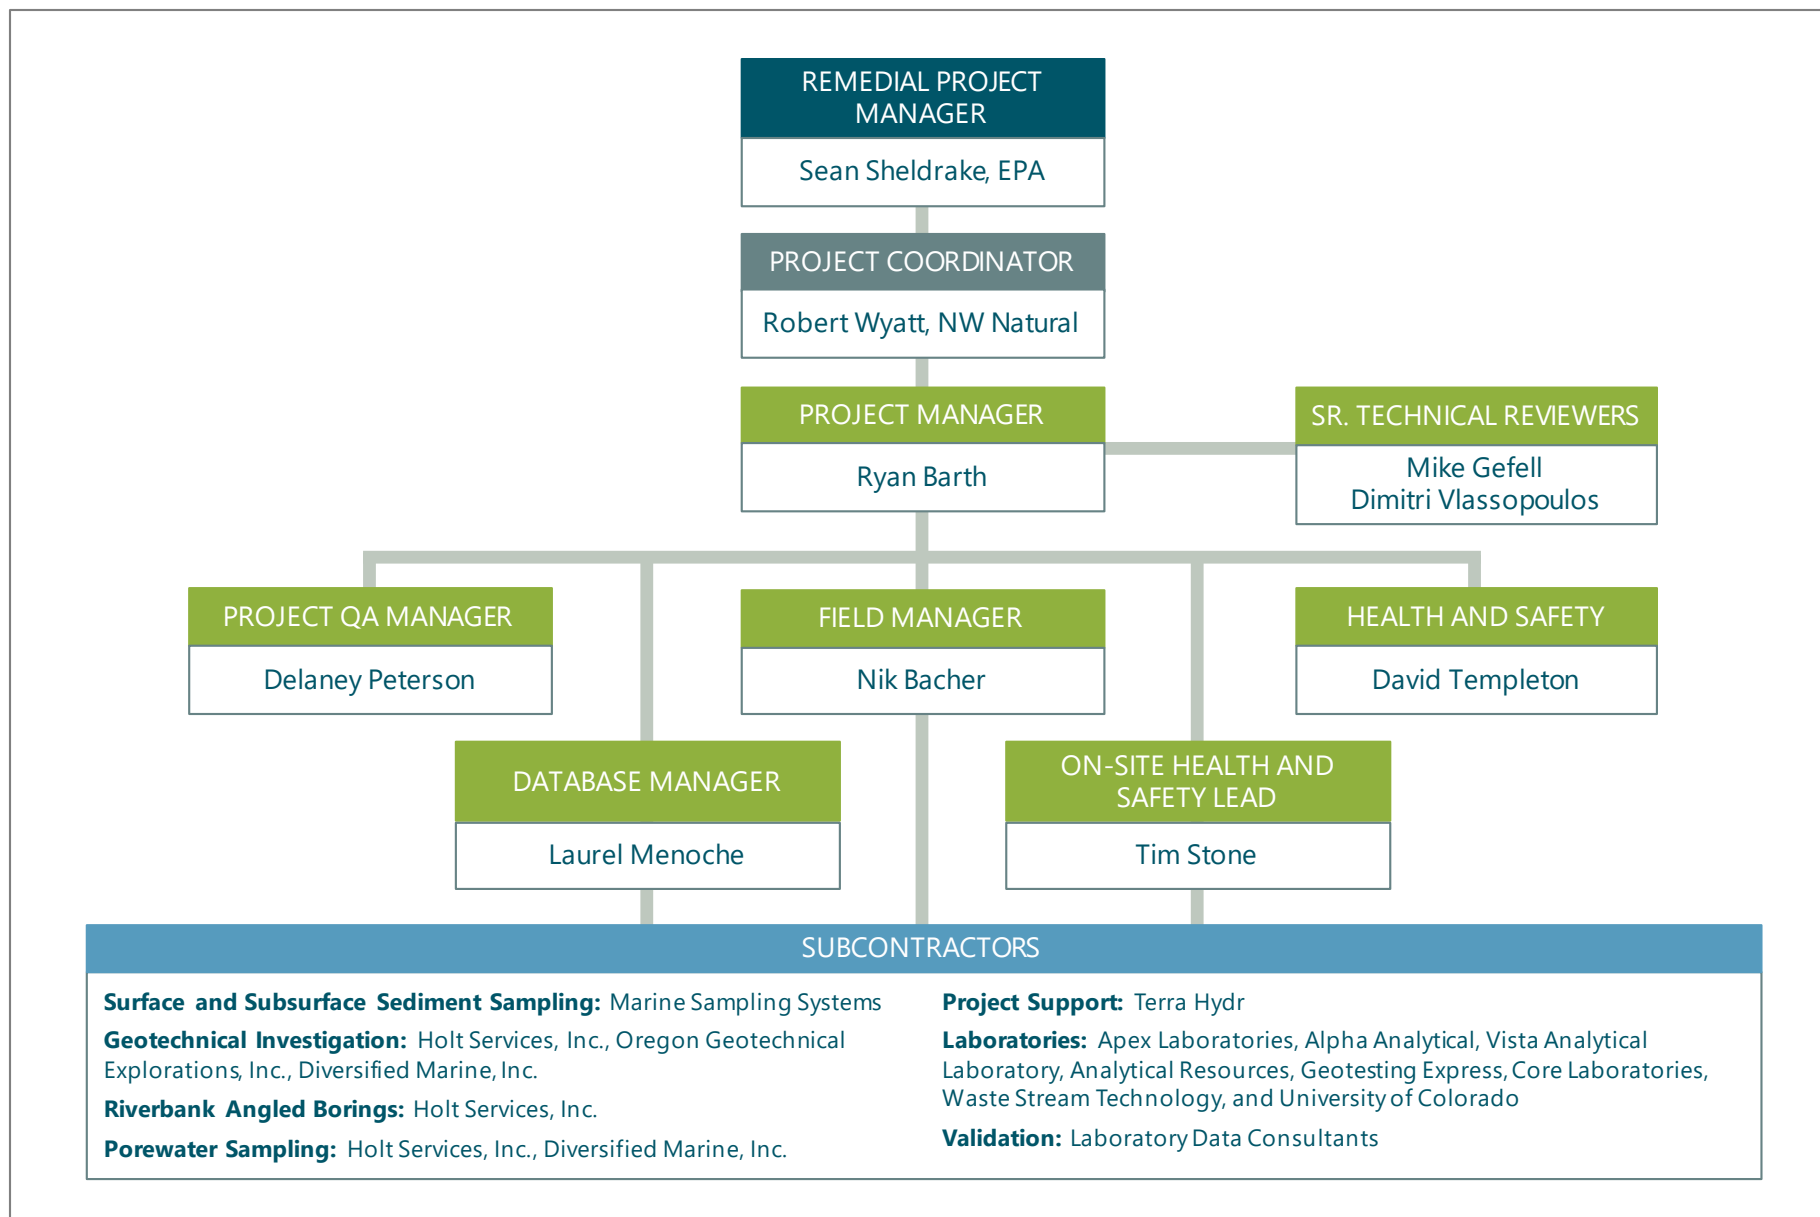 REMEDIAL PROJECT
MANAGER
Sean Sheldrake, EPA
PROJECT COORDINATOR
Robert Wyatt, NW Natural
PROJECT MANAGER
Ryan Barth
SR. TECHNICAL REVIEWERS
Mike Gefell
Dimitri Vlassopoulos
PROJECT QA MANAGER
Delaney Peterson
FIELD MANAGER
Nik Bacher
HEALTH AND SAFETY
David Templeton
DATABASE MANAGER
Laurel Menoche
ON-SITE HEALTH AND
SAFETY LEAD
Tim Stone
SUBCONTRACTORS
Surface and Subsurface Sediment Sampling: Marine Sampling Systems
Geotechnical Investigation: Holt Services, Inc., Oregon Geotechnical
Explorations, Inc., Diversified Marine, Inc.
Riverbank Angled Borings: Holt Services, Inc.
Porewater Sampling: Holt Services, Inc., Diversified Marine, Inc.
Project Support: Terra Hydr
Laboratories: Apex Laboratories, Alpha Analytical, Vista Analytical
Laboratory, Analytical Resources, Geotesting Express, Core Laboratories,
Waste Stream Technology, and University of Colorado
Validation: Laboratory Data Consultants